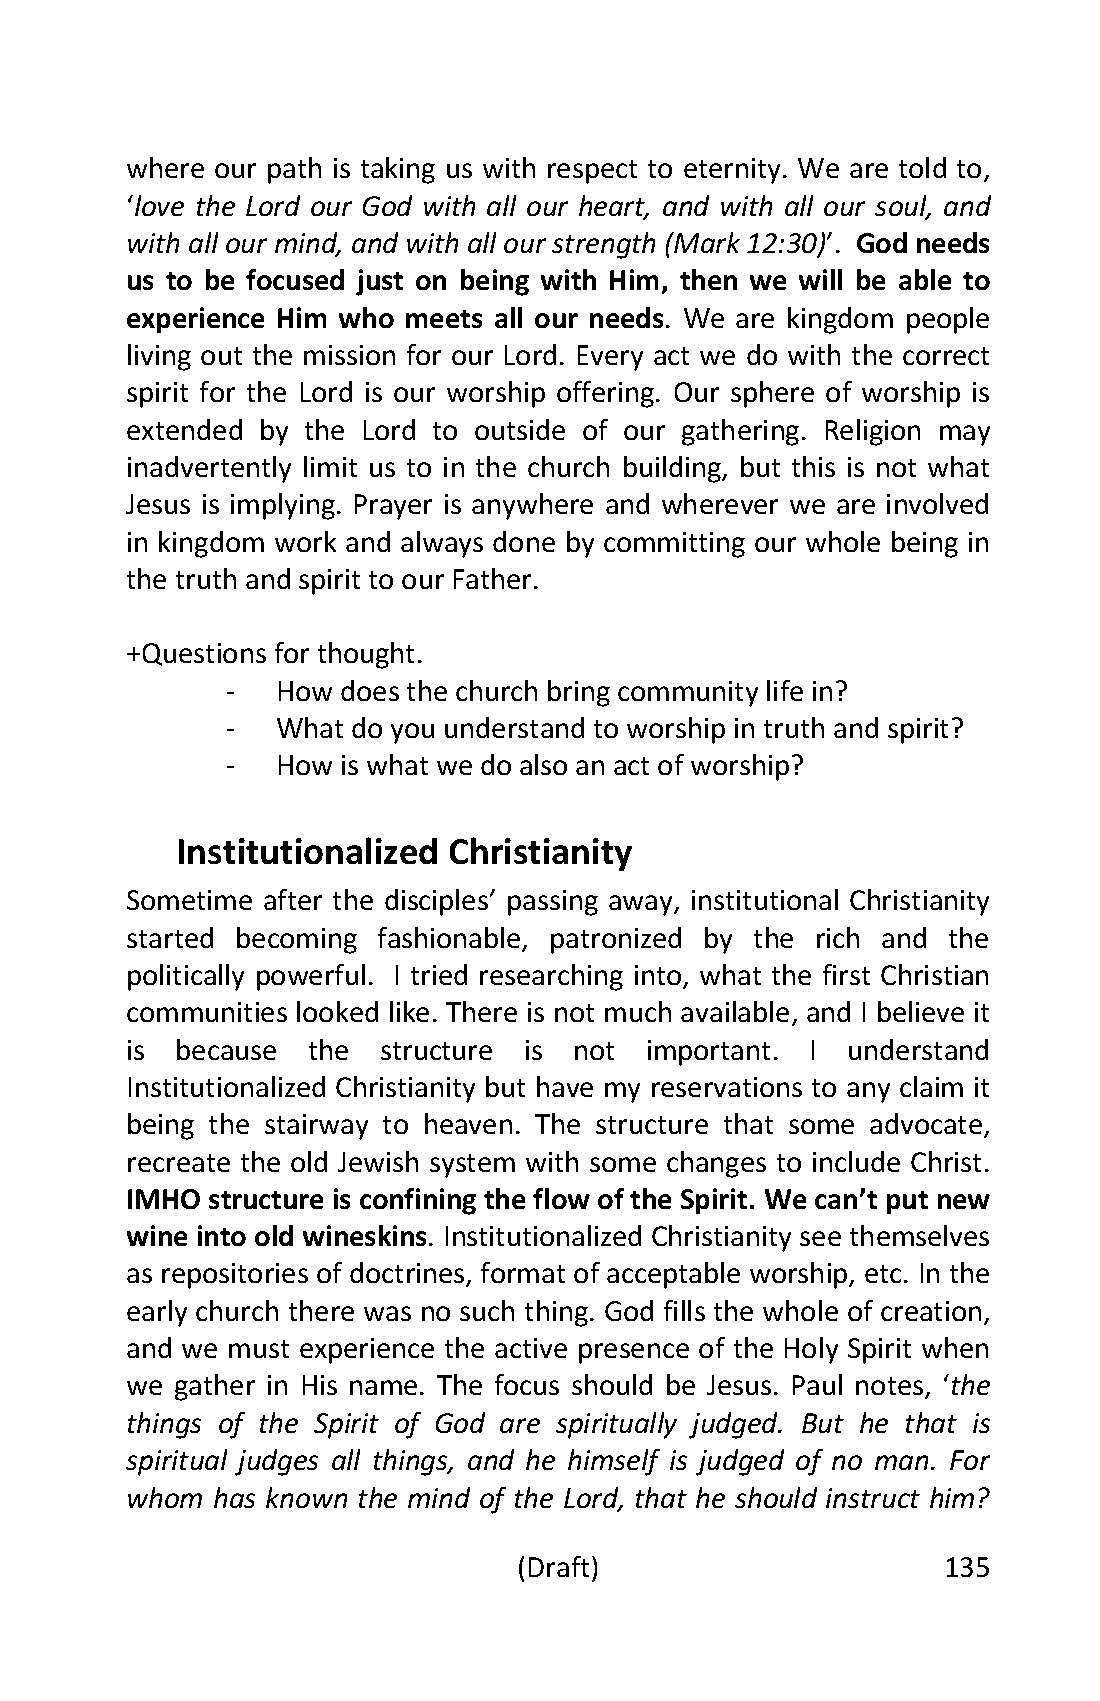 where our path is taking us with respect to eternity. We are told to,
‘love the Lord our God with all our heart, and with all our soul, and
with all our mind, and with all our strength (Mark 12:30)’. God needs
us to be focused just on being with Him, then we will be able to
experience Him who meets all our needs. We are kingdom people
living out the mission for our Lord. Every act we do with the correct
spirit for the Lord is our worship offering. Our sphere of worship is
extended by the Lord to outside of our gathering. Religion may
inadvertently limit us to in the church building, but this is not what
Jesus is implying. Prayer is anywhere and wherever we are involved
in kingdom work and always done by committing our whole being in
the truth and spirit to our Father.
+Questions for thought.
- How does the church bring community life in?
- What do you understand to worship in truth and spirit?
- How is what we do also an act of worship?
Institutionalized Christianity
Sometime after the disciples’ passing away, institutional Christianity
started becoming fashionable, patronized by the rich and the
politically powerful. I tried researching into, what the first Christian
communities looked like. There is not much available, and I believe it
is because the structure is not important. I understand
Institutionalized Christianity but have my reservations to any claim it
being the stairway to heaven. The structure that some advocate,
recreate the old Jewish system with some changes to include Christ.
IMHO structure is confining the flow of the Spirit. We can’t put new
wine into old wineskins. Institutionalized Christianity see themselves
as repositories of doctrines, format of acceptable worship, etc. In the
early church there was no such thing. God fills the whole of creation,
and we must experience the active presence of the Holy Spirit when
we gather in His name. The focus should be Jesus. Paul notes, ‘the
things of the Spirit of God are spiritually judged. But he that is
spiritual judges all things, and he himself is judged of no man. For
whom has known the mind of the Lord, that he should instruct him?
(Draft) 135